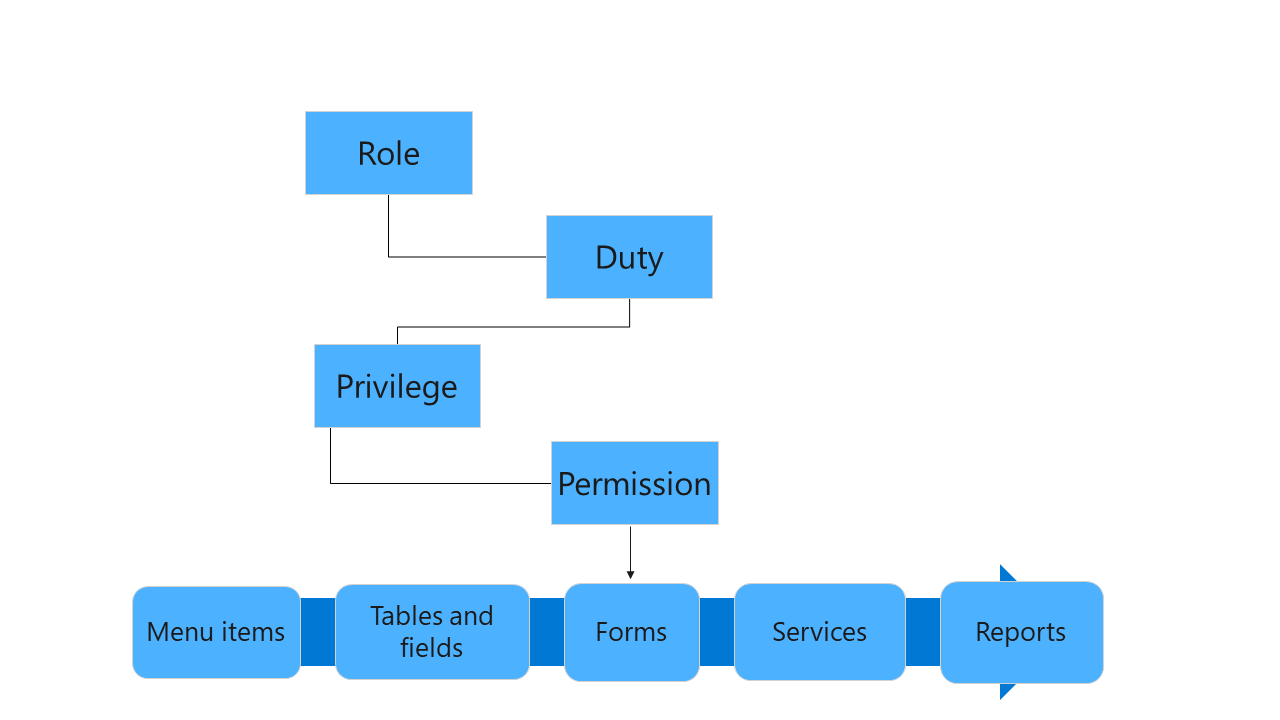 Role
Duty
Privilege
Permission
Menu items
Tables and
fields
Forms
Services
Reports